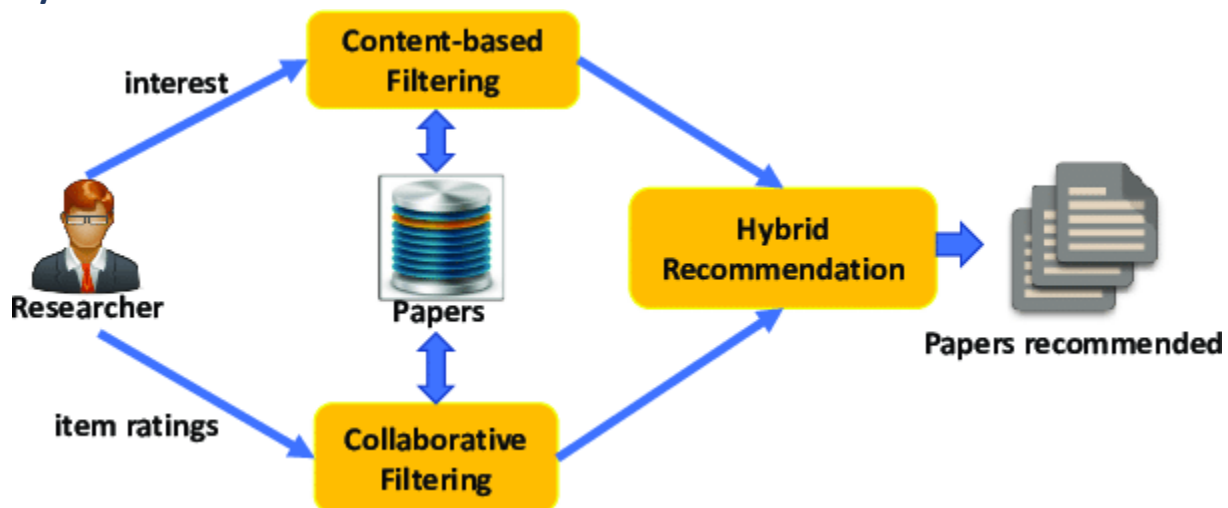 Content-based
Filtering
interest
Researcher
Papers
Hybrid
Recommendation
Papers recommended
item ratings
Collaborative
Filtering